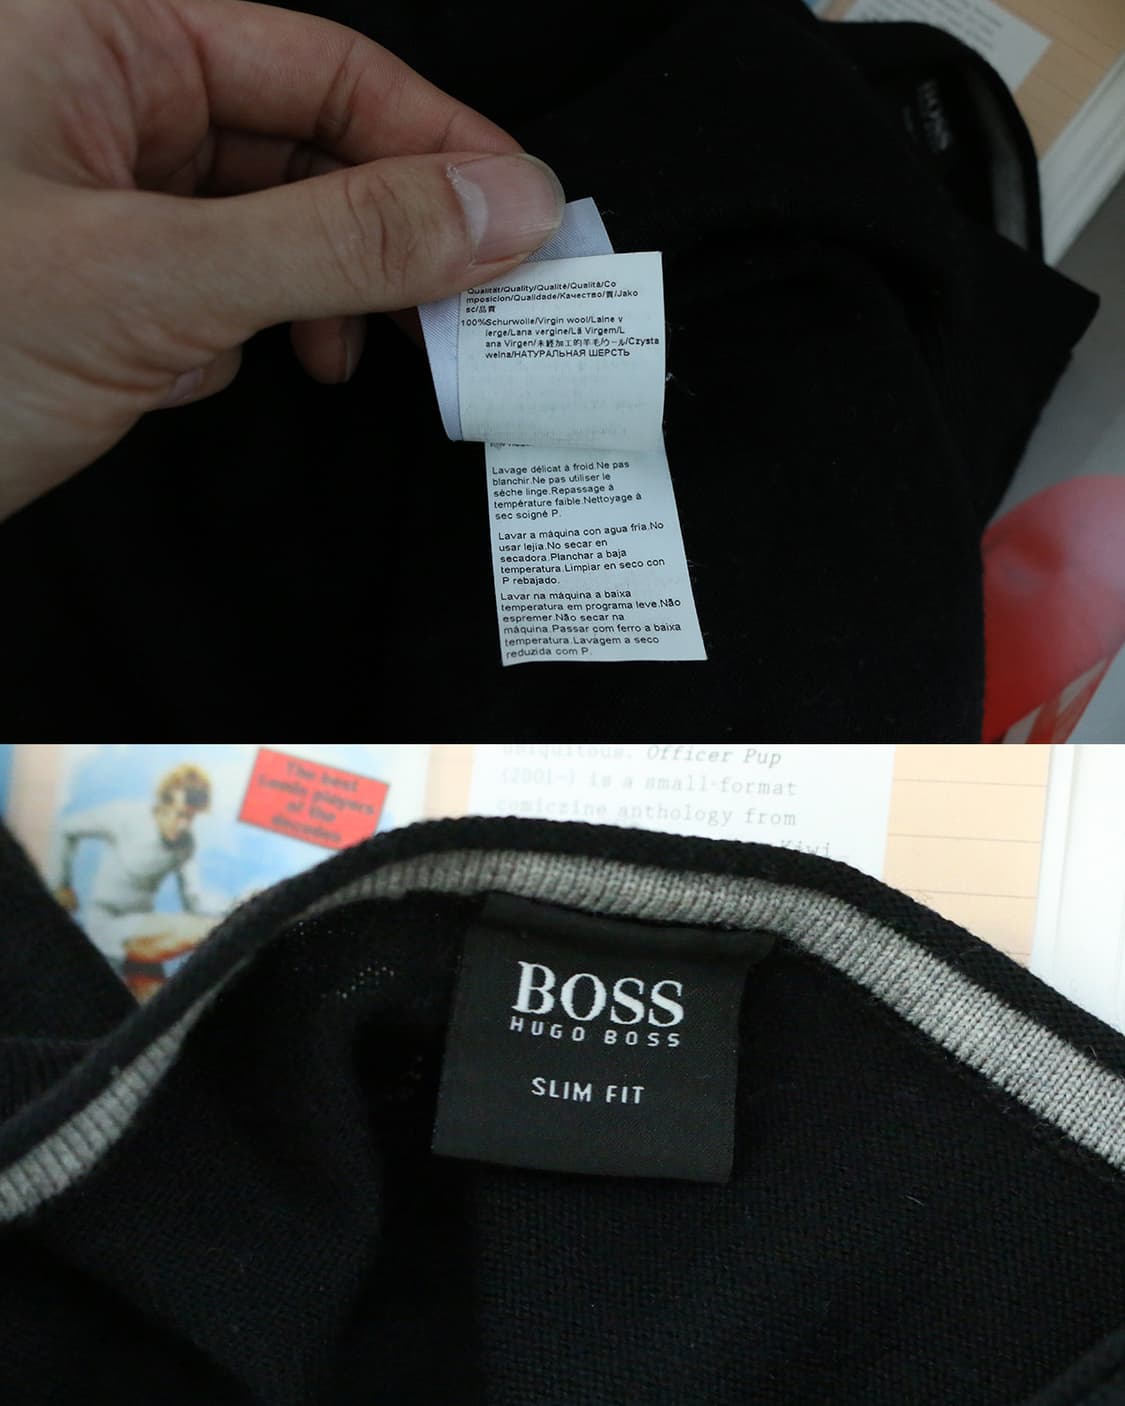 Qualität/Quality/Qualité/Qualità/Co
mposicion/Qualidade/Качество/質/Jako
sc/品質
100%Schurwolle/Virgin wool/Laine v
ierge/Lana vergine/Lã Virgem/L
ana Virgen/未経加工的羊毛/ウール/Czysta
wełna/НАТУРАЛЬНАЯ ШЕРСТЬ
Lavage délicat à froid.Ne pas
blanchir.Ne pas utiliser le
sèche linge.Repassage à
température faible.Nettoyage à
sec soigné P.
Lavar a máquina con agua fria.No
usar lejia.No secar en
secadora.Planchar a baja
temperatura.Limpiar en seco con
P rebajado.
Lavar na máquina a baixa
temperatura em programa leve.Não
espremer.Não secar na
máquina.Passar com ferro a baixa
temperatura.Lavagem a seco
reduzida com P.
The best
comic players
of the
decades
ubiquitous. Officer Pup
(2001-) is a small-format
comiczine anthology from
Kiwi
BOSS
HUGO BOSS
SLIM FIT